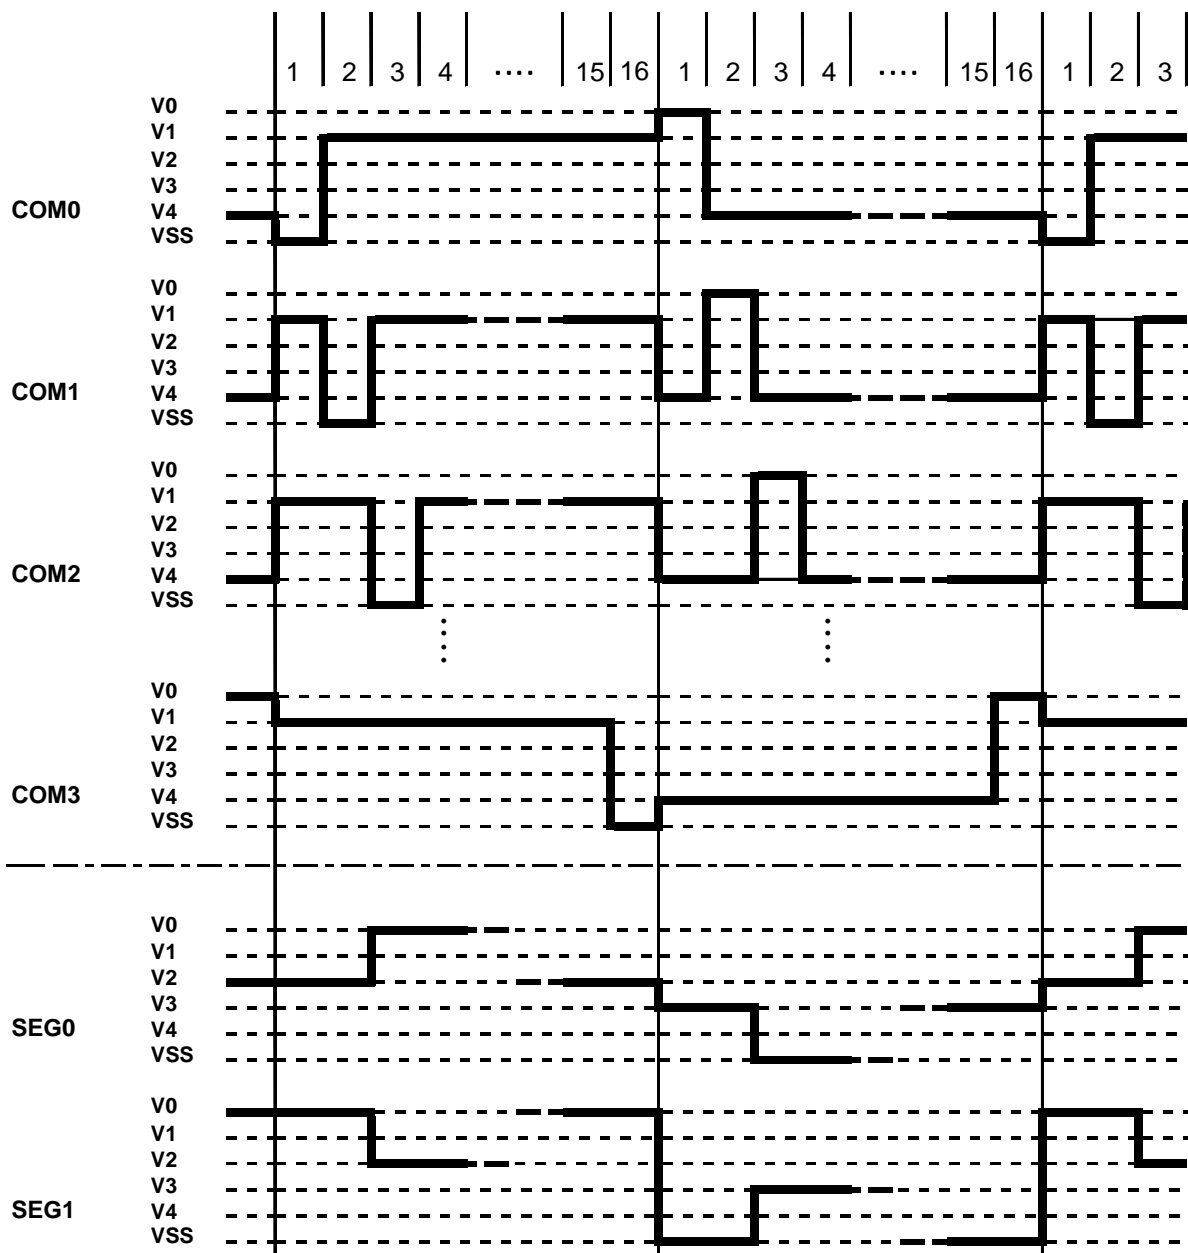 1 2 3 4 .... 15 16 1 2 3 4 .... 15 16 1 2 3
V0
V1
V2
V3
COM0 V4
VSS
V0
V1
V2
V3
COM1 V4
VSS
V0
V1
V2
V3
COM2 V4
VSS
V0
V1
V2
V3
COM3 V4
VSS
V0
V1
V2
V3
SEG0 V4
VSS
V0
V1
V2
V3
SEG1 V4
VSS